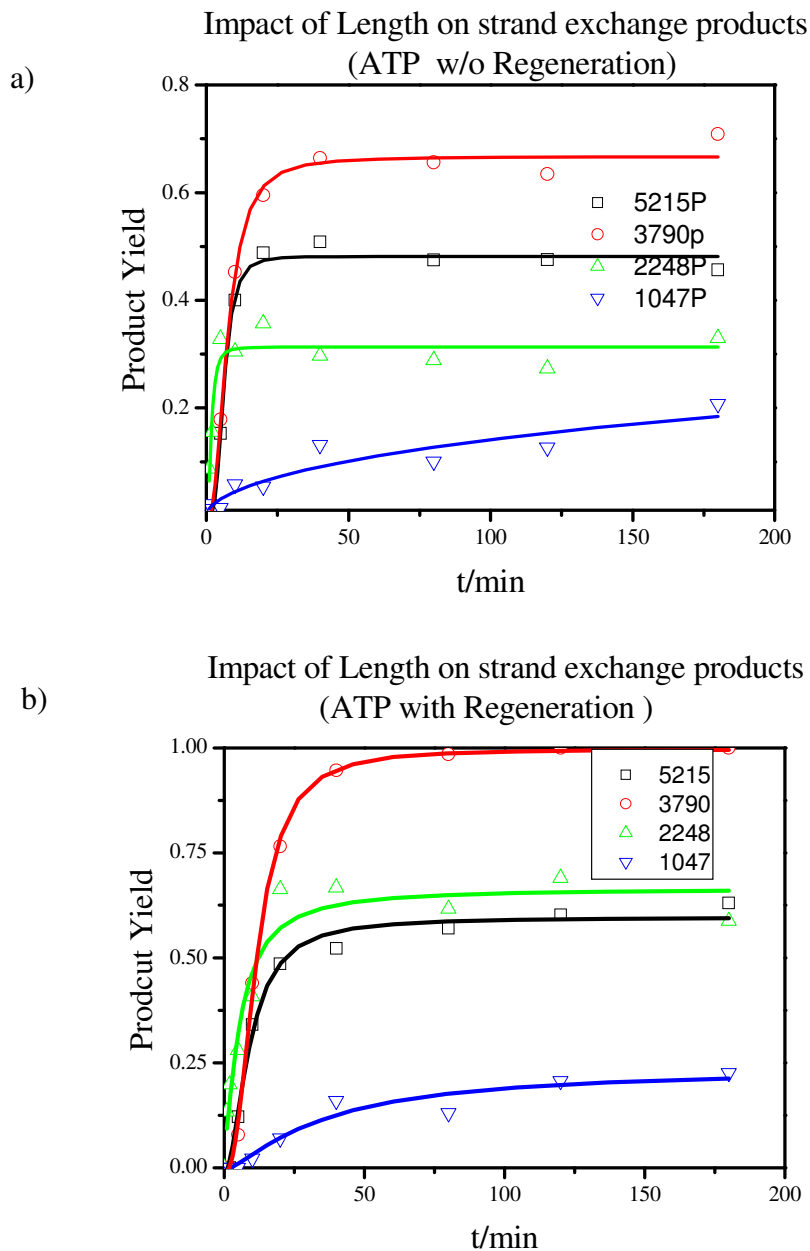 Impact of Length on strand exchange products
(ATP w/o Regeneration)
a)
0.8
0.6
0.4
0.2
Product Yield
5215P
3790p
2248P
1047P
0
50
100
150
200
t/min
Impact of Length on strand exchange products
(ATP with Regeneration )
b)
1.00
0.75
0.50
0.25
0.00
Prodcut Yield
5215
3790
2248
1047
0
50
100
150
200
t/min